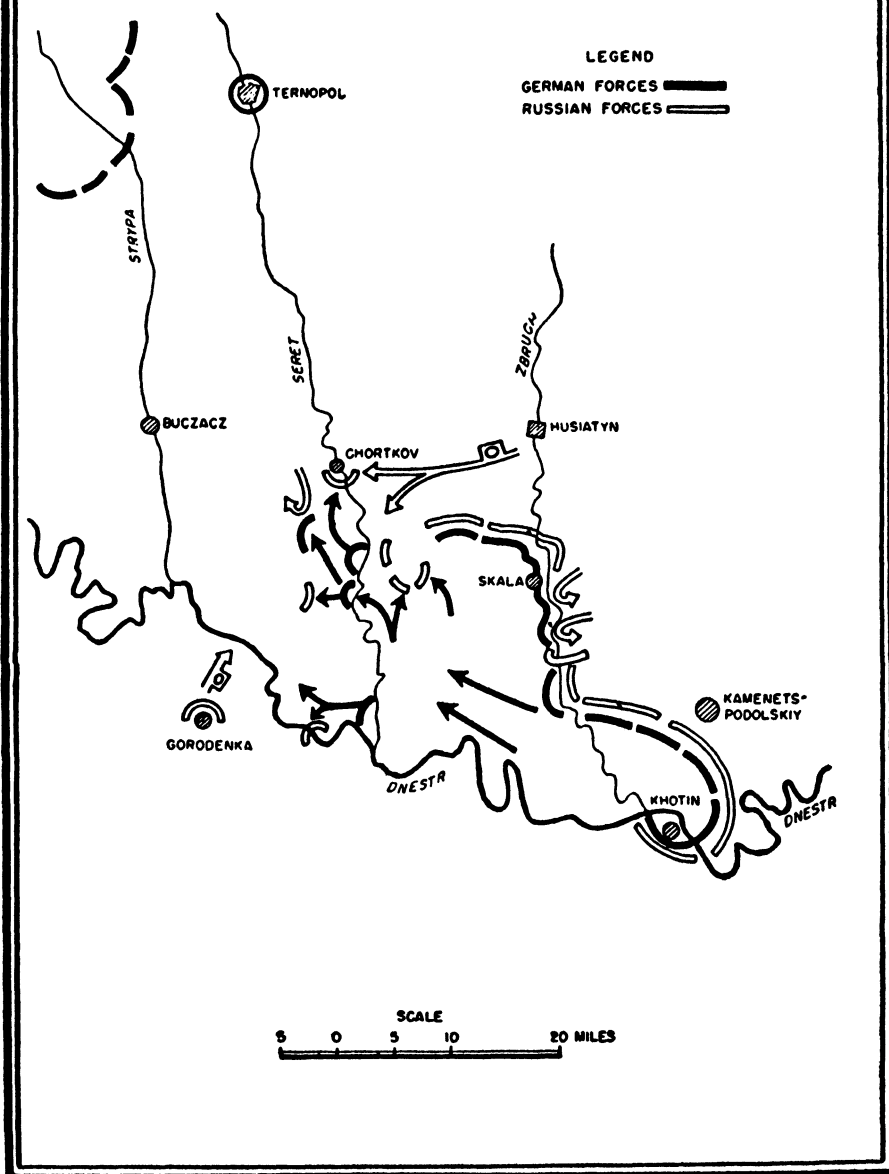 LEGEND
GERMAN FORCES
RUSSIAN FORCES
TERNOPOL
STRYPA
SERET
ZBRUCH
BUCZACZ
HUSIATYN
CHORTKOV
SKALA
KAMENETS-
PODOLSKIY
GORODENKA
DNESTR
KHOTIN
DNESTR
SCALE
5 0 5 10 20 MILES